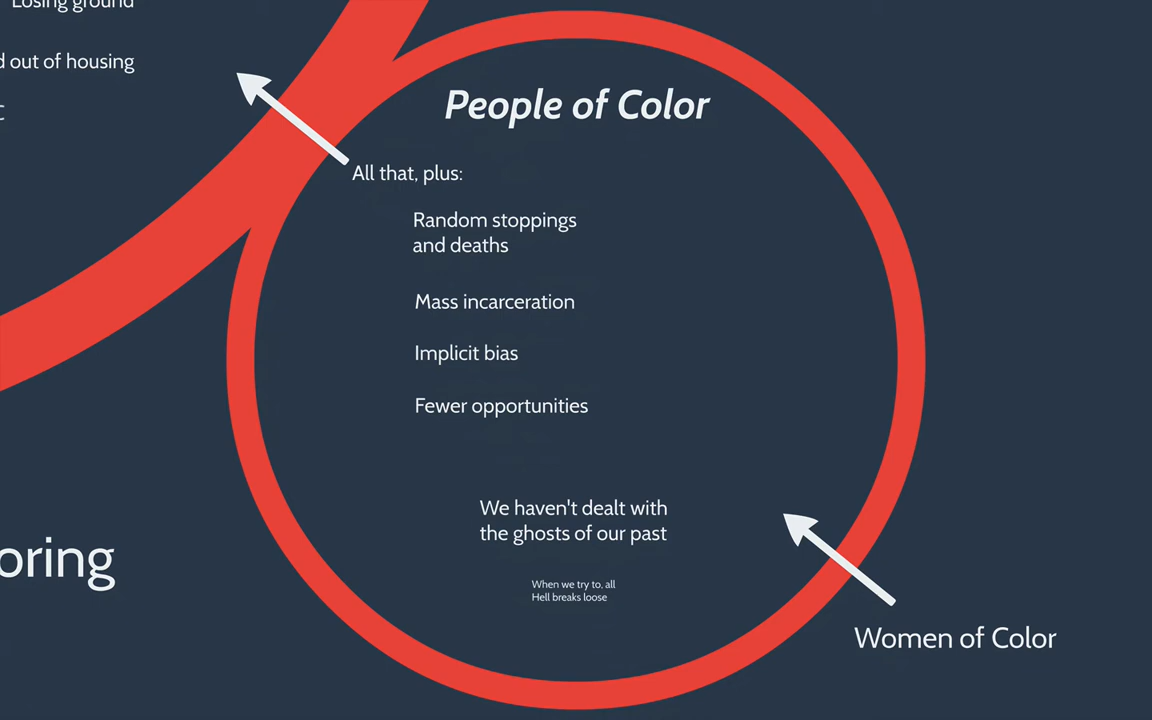 Losing ground
out of housing
People of Color
All that, plus:
Random stoppings
and deaths
Mass incarceration
Implicit bias
Fewer opportunities
We haven't dealt with
the ghosts of our past
oring
When we try to, all
Hell breaks loose
Women of Color